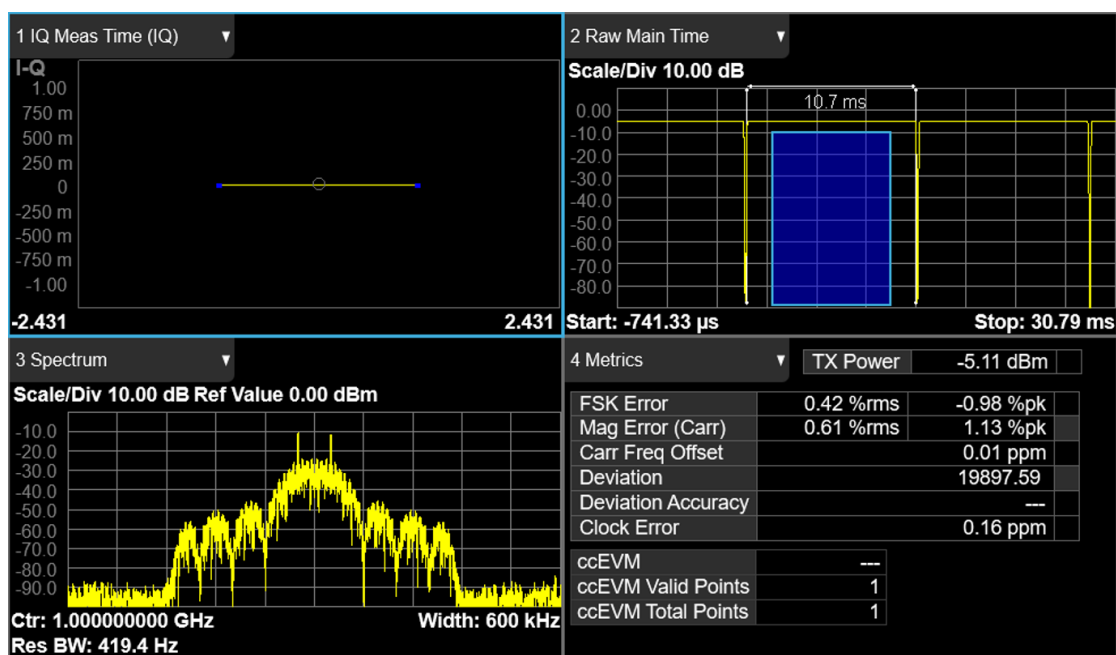 1 IQ Meas Time (IQ) ▼
I-Q
1.00
750 m
500 m
250 m
0
-250 m
-500 m
-750 m
-1.00
-2.431 2.431
2 Raw Main Time ▼
Scale/Div 10.00 dB
10.7 ms
0.00
-10.0
-20.0
-30.0
-40.0
-50.0
-60.0
-70.0
-80.0
Start: -741.33 µs Stop: 30.79 ms
3 Spectrum ▼
Scale/Div 10.00 dB Ref Value 0.00 dBm
-10.0
-20.0
-30.0
-40.0
-50.0
-60.0
-70.0
-80.0
-90.0
Ctr: 1.000000000 GHz Width: 600 kHz
Res BW: 419.4 Hz
4 Metrics ▼ TX Power -5.11 dBm
FSK Error 0.42 %rms -0.98 %pk
Mag Error (Carr) 0.61 %rms 1.13 %pk
Carr Freq Offset 0.01 ppm
Deviation 19897.59
Deviation Accuracy ---
Clock Error 0.16 ppm
ccEVM ---
ccEVM Valid Points 1
ccEVM Total Points 1